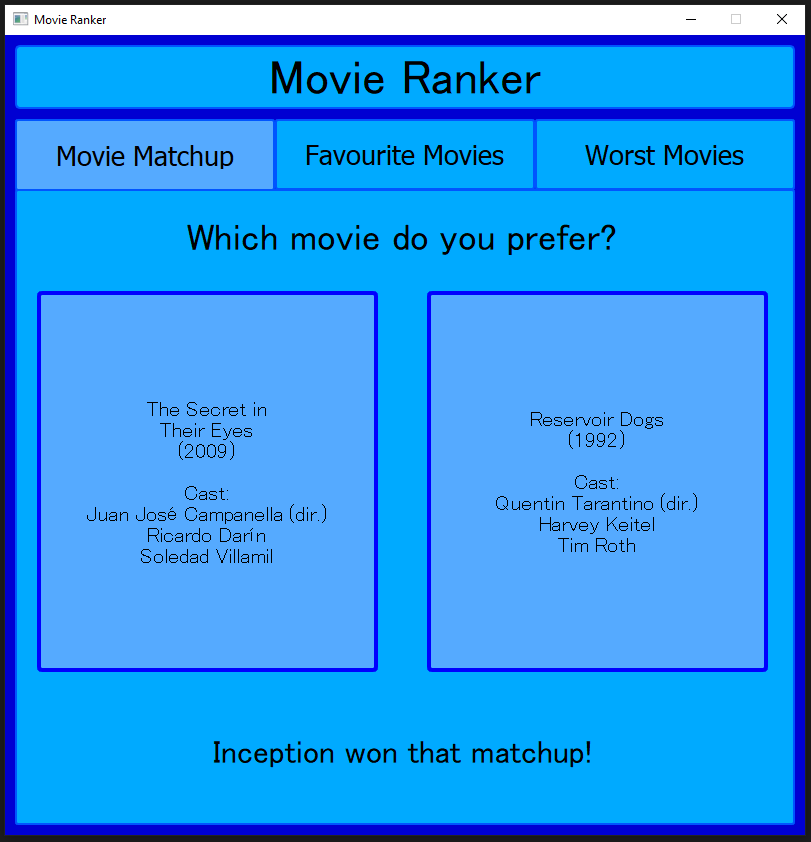 Movie Ranker
Movie Ranker
Movie Matchup
Favourite Movies
Worst Movies
Which movie do you prefer?
The Secret in
Their Eyes
(2009)
Cast:
Juan José Campanella (dir.)
Ricardo Darín
Soledad Villamil
Reservoir Dogs
(1992)
Cast:
Quentin Tarantino (dir.)
Harvey Keitel
Tim Roth
Inception won that matchup!